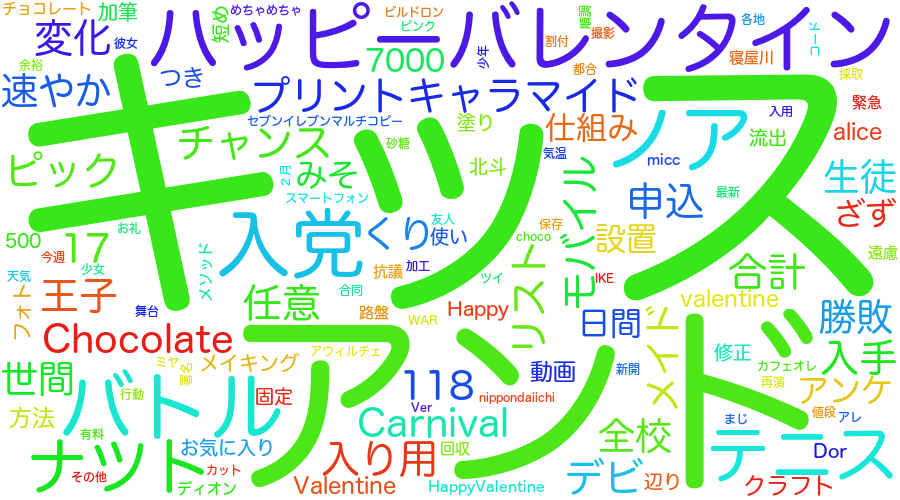 チョコレート
加筆
めちゃめちゃ
短め
ハッピーバレンタイン
ビルドロン
ピンク
7000
順調
割付
撮影
各地
コード
寝屋川
変化
彼女
余裕
少年
都合
採取
速やか
つき
プリントキャラマイド
セブンイレブンマルチコピー
塗り
仕組み
ノア
入用
緊急
流出
alice
キッス
チャンス
砂糖
気温
micc
ピック
みそ
2月
北斗
スマートフォン
モバイル
申込
最新
生徒
ざず
500
17
お礼
入党
くり
友人
使い
choco
保存
設置
遠慮
今週
天気
少女
メソッド
抗議
加工
ツイ
リスト
IKE
合計
フォト
王子
舞台
任意
合同
路盤
WAR
Happy
valentine
日間
メイド
勝敗
Chocolate
アンド
ミヤ
署名
メイキング
アウィルチェ
修正
カフェオレ
入手
世間
バトル
行動
固定
118
動画
新開
再演
アンケ
方法
有料
Ver
nippondaiichi
値段
アレ
まじ
Carnival
全校
テニス
お気に入り
回収
ナット
その他
カット
入り用
デビ
辺り
Dor
ディオン
Valentine
HappyValentine
クラフト